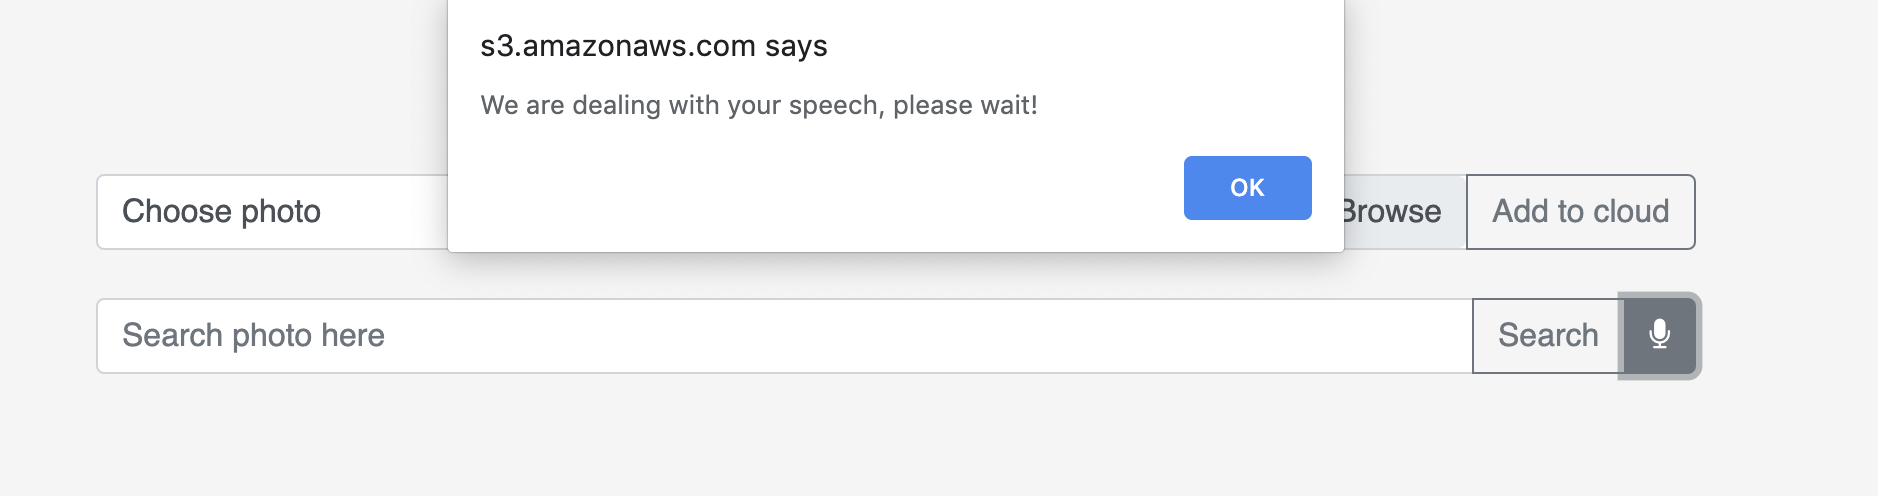 s3.amazonaws.com says
We are dealing with your speech, please wait!
OK
Choose photo
Browse
Add to cloud
Search photo here
Search